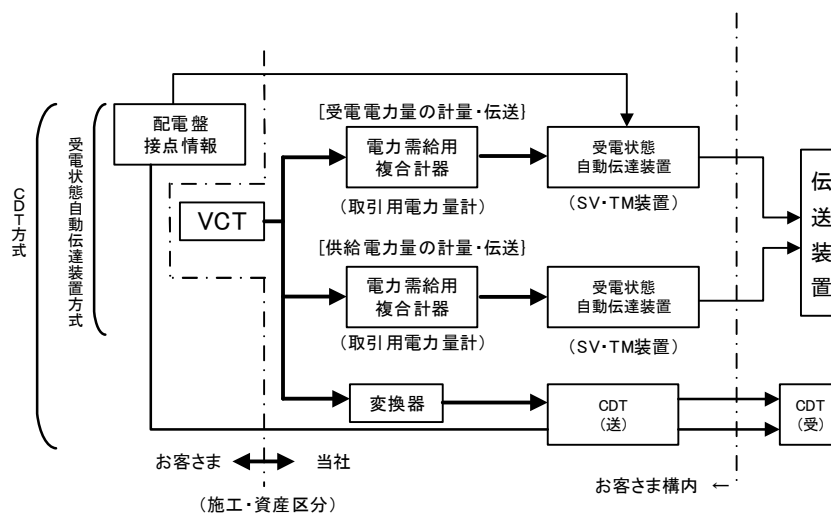 [受電電力量の計量・伝送}
配電盤
接点情報
電力需給用
複合計器
受電状態
自動伝達装置
(取引用電力量計)
(SV・TM装置)
VCT
[供給電力量の計量・伝送}
電力需給用
複合計器
受電状態
自動伝達装置
(取引用電力量計)
(SV・TM装置)
伝送装置
CDT方式
受電状態自動伝達装置方式
変換器
CDT
(送)
CDT
(受)
お客さま
当社
(施工・資産区分)
お客さま構内 ←